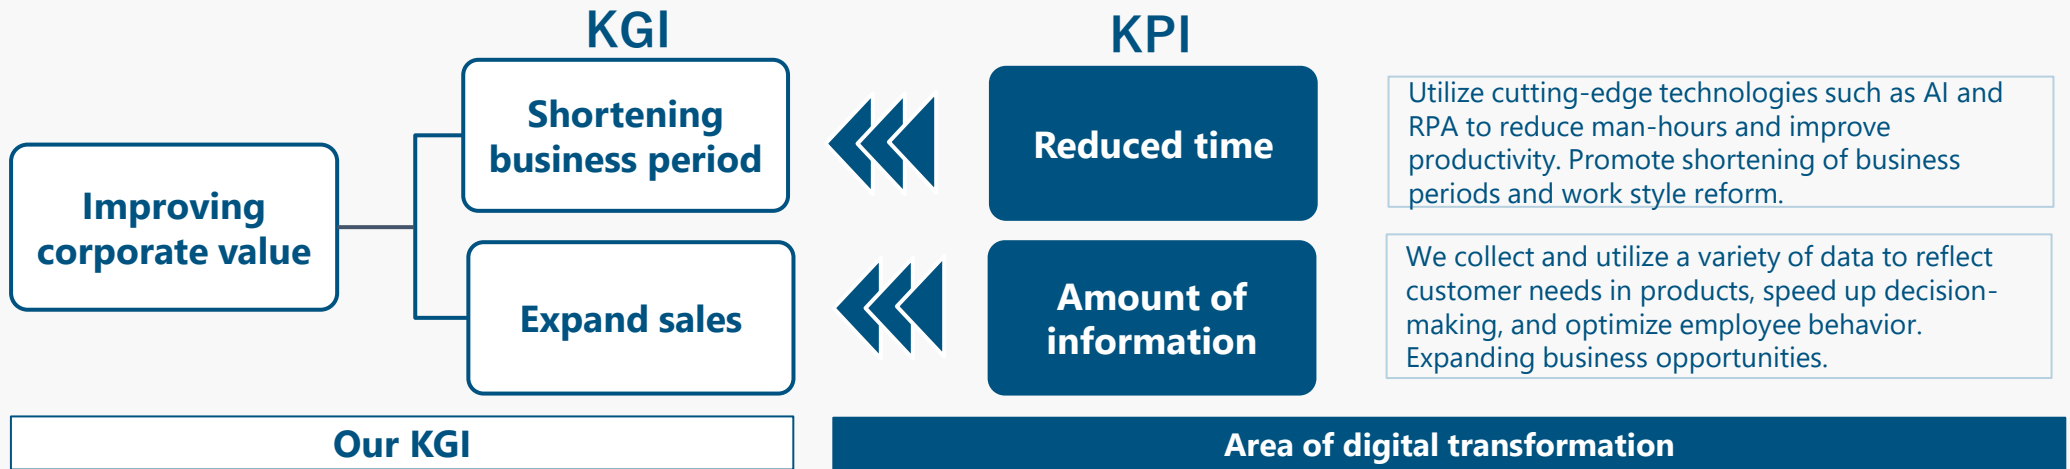 KGI
KPI
Improving
corporate value
Shortening
business period
Reduced time
Utilize cutting-edge technologies such as AI and
RPA to reduce man-hours and improve
productivity. Promote shortening of business
periods and work style reform.
Expand sales
Amount of
information
We collect and utilize a variety of data to reflect
customer needs in products, speed up decision-
making, and optimize employee behavior.
Expanding business opportunities.
Our KGI
Area of digital transformation